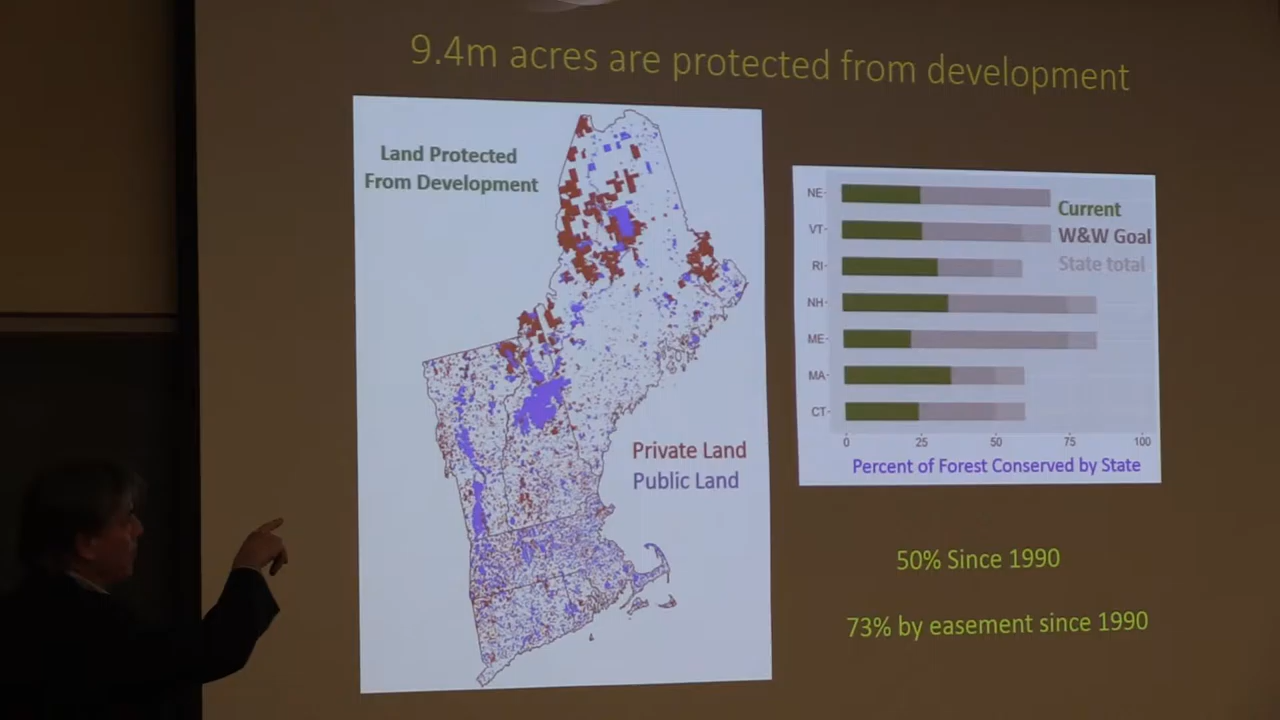 9.4m acres are protected from development
Land Protected
From Development
Private Land
Public Land
NE
VT
RI
NH
ME
MA
CT
Current
W&W Goal
State total
0 25 50 75 100
Percent of Forest Conserved by State
50% Since 1990
73% by easement since 1990